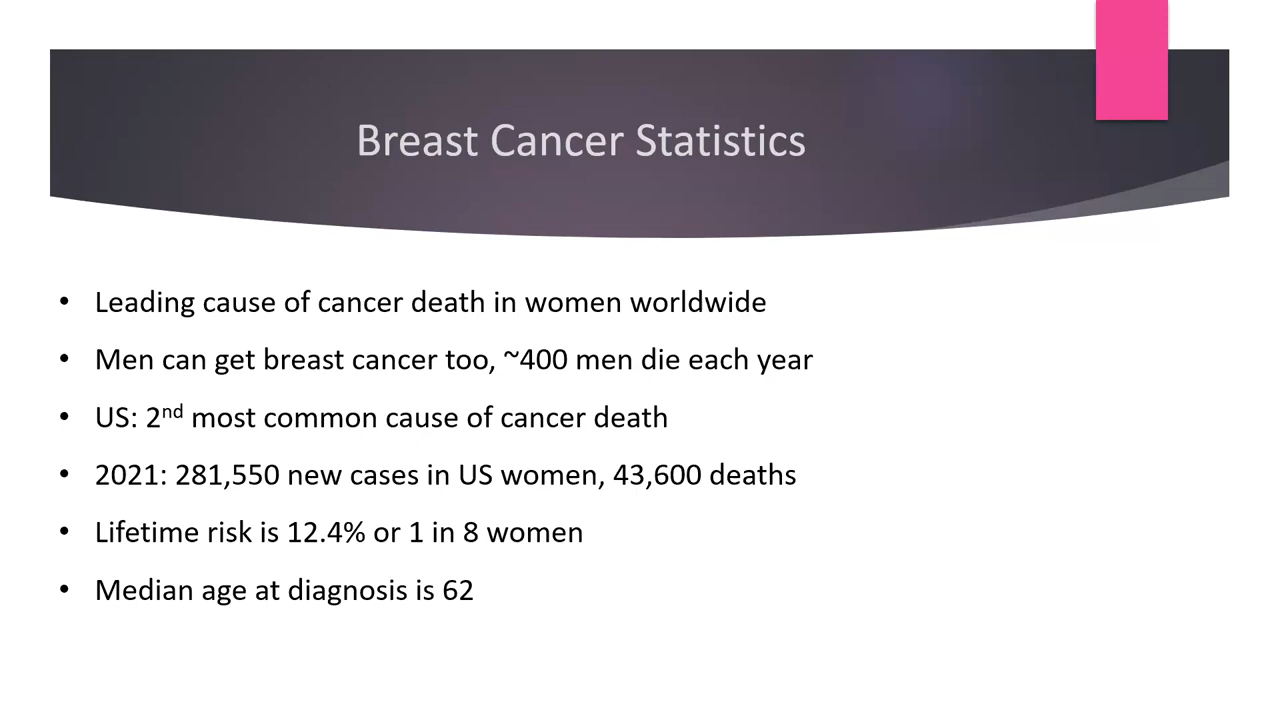 Breast Cancer Statistics
• Leading cause of cancer death in women worldwide
• Men can get breast cancer too, ~400 men die each year
• US: 2nd most common cause of cancer death
• 2021: 281,550 new cases in US women, 43,600 deaths
• Lifetime risk is 12.4% or 1 in 8 women
• Median age at diagnosis is 62